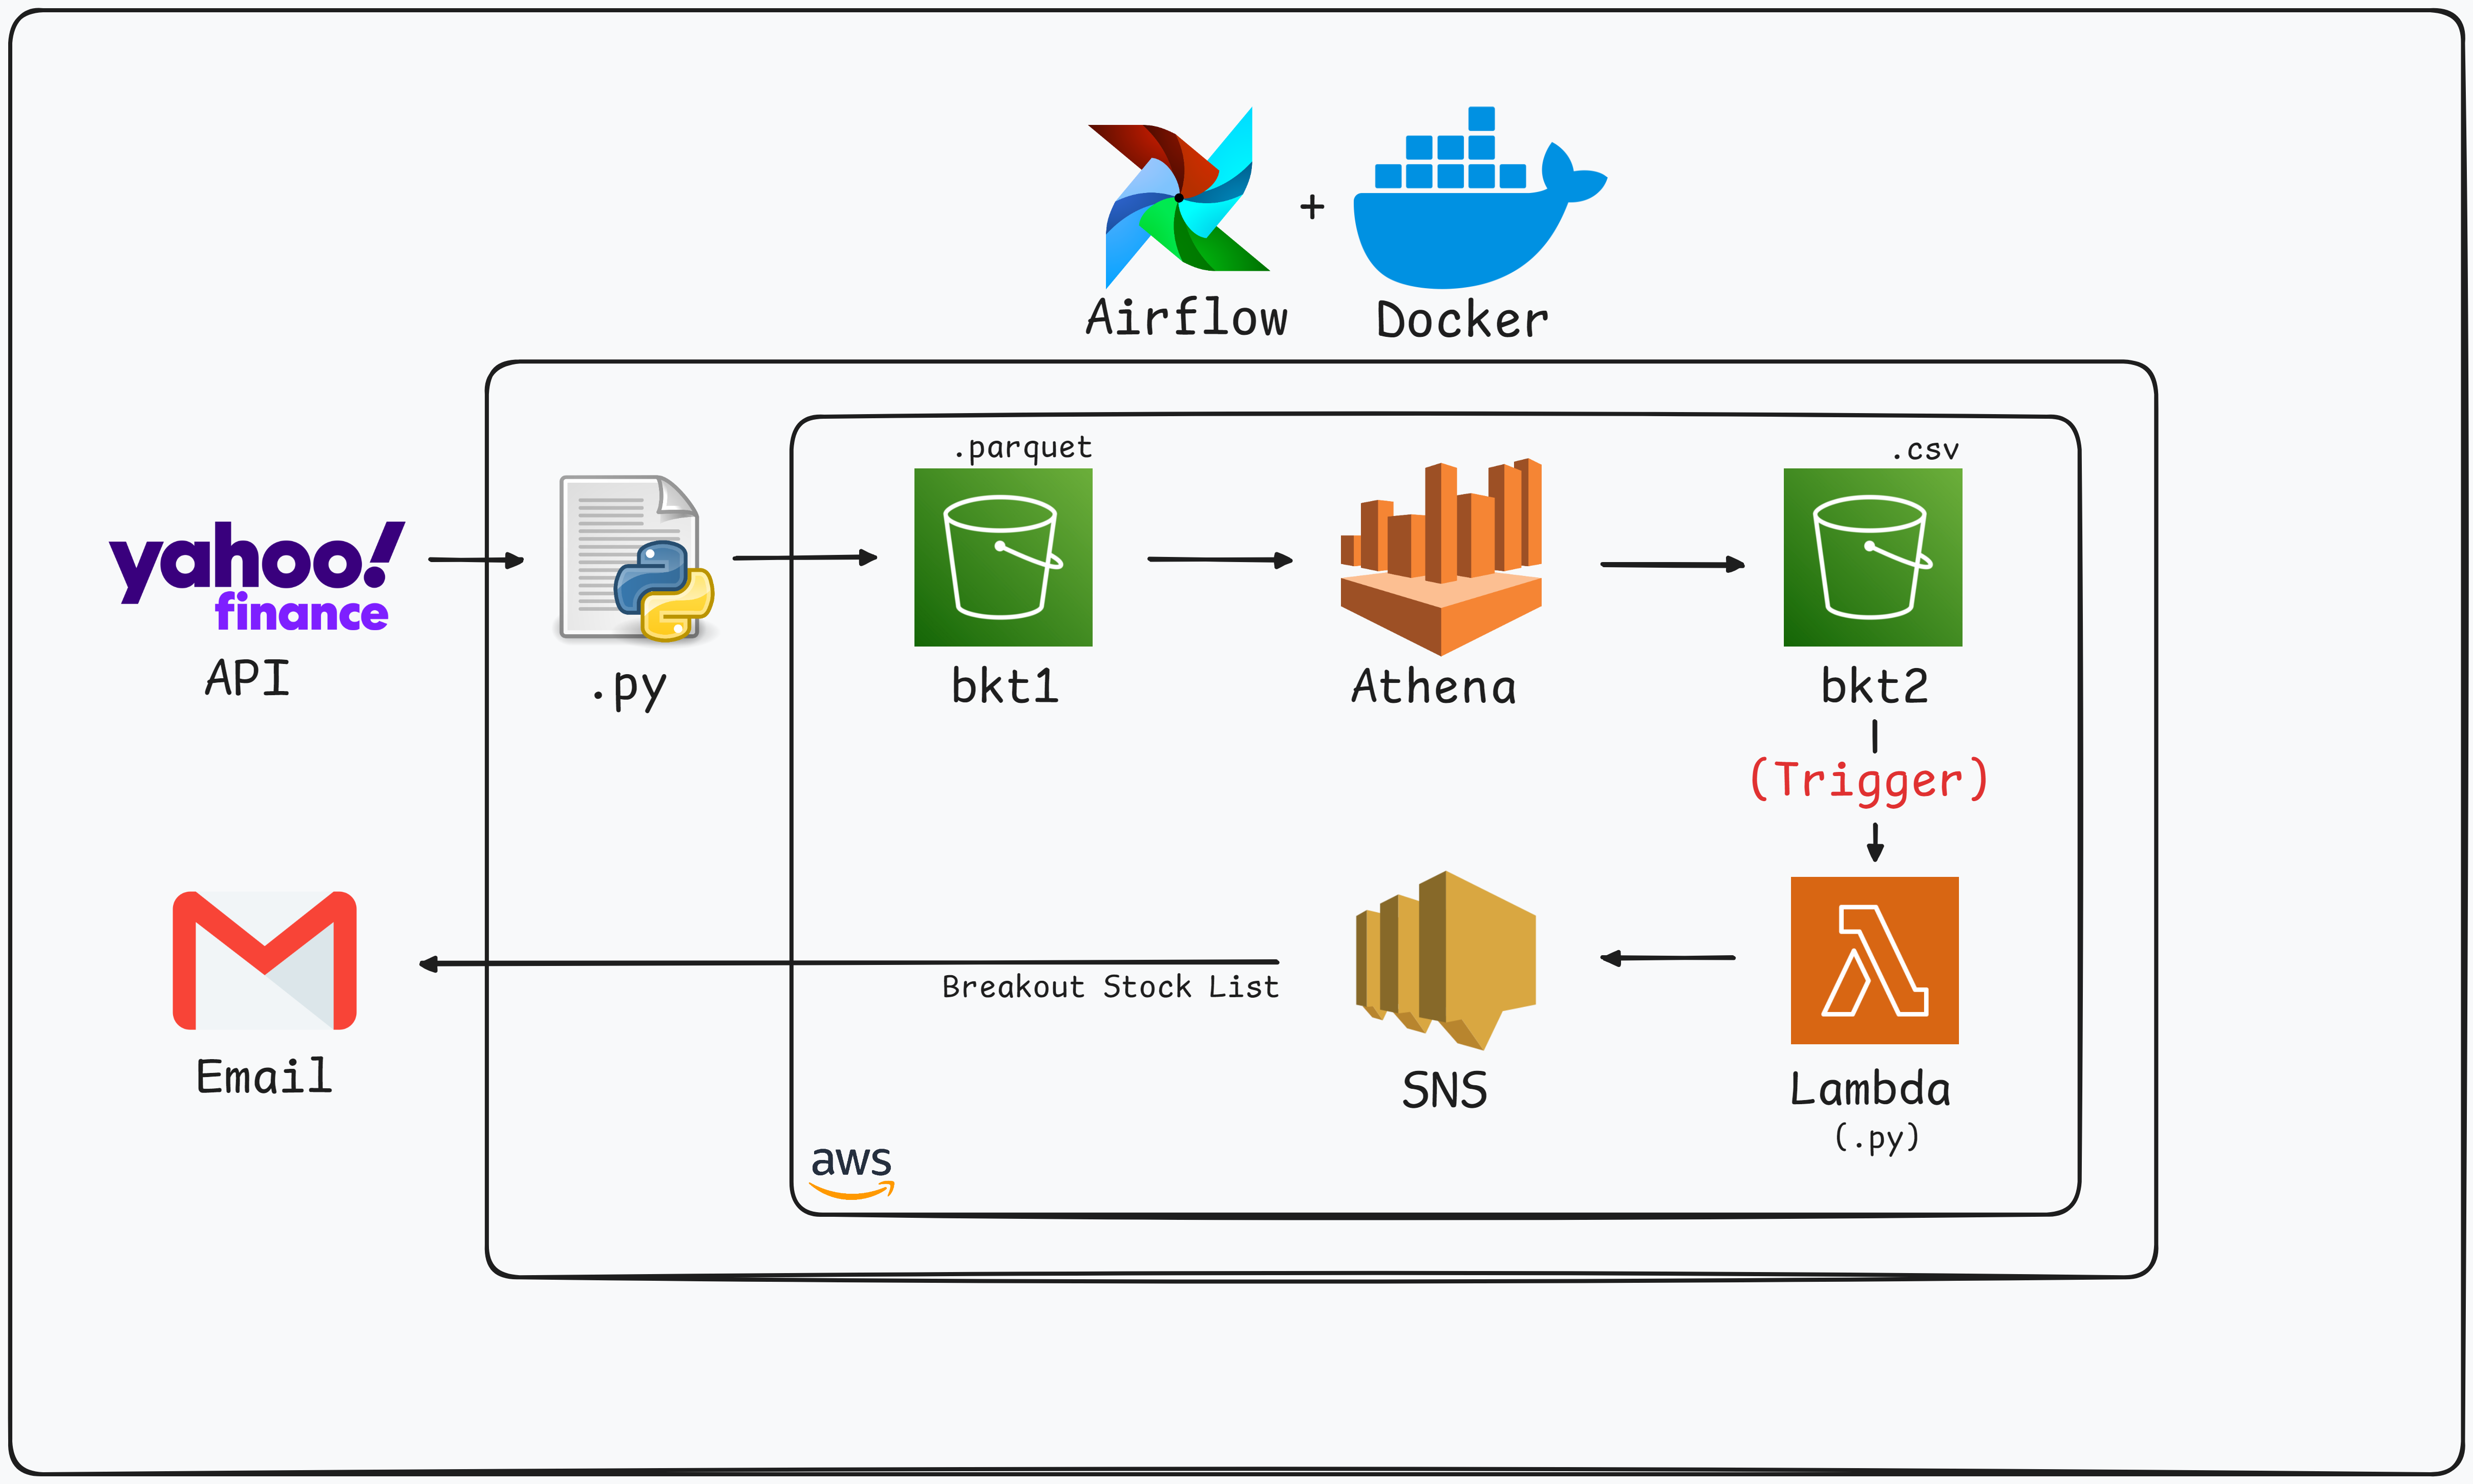 +
Airflow
Docker
.parquet
.csv
yahoo!
finance
API
.py
bkt1
Athena
bkt2
(Trigger)
Breakout Stock List
Email
SNS
Lambda
(.py)
aws